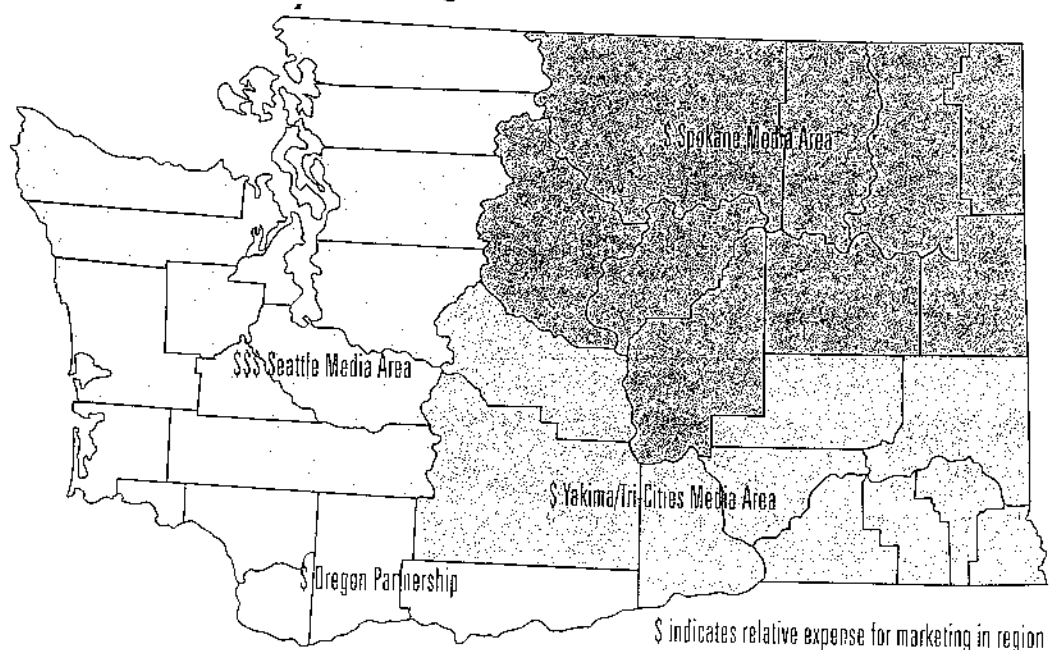 $ Spokane Media Area
$$$ Seattle Media Area
$ Yakima/Tri-Cities Media Area
$ Oregon Partnership
$ indicates relative expense for marketing in region